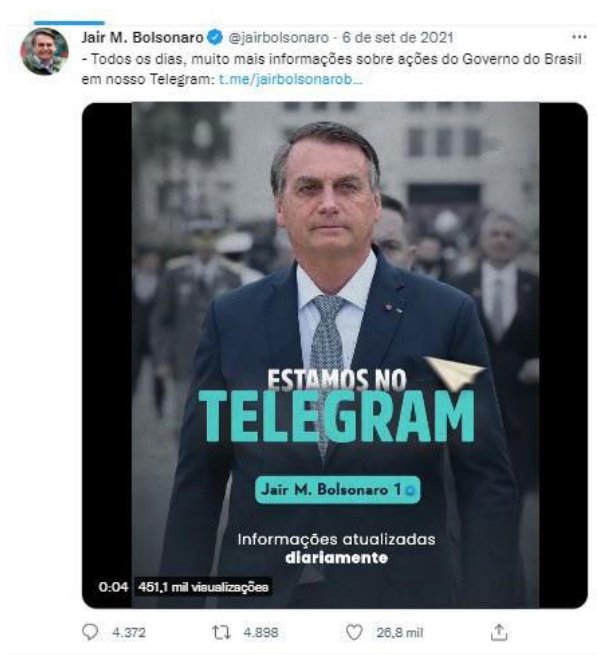 Jair M. Bolsonaro @jairbolsonaro · 6 de set de 2021
- Todos os dias, muito mais informações sobre ações do Governo do Brasil
em nosso Telegram: t.me/jairbolsonarob...
ESTAMOS NO
TELEGRAM
Jair M. Bolsonaro 1
Informações atualizadas
diariamente
0:04 451,1 mil visualizações
4.372 4.898 26,8 mil